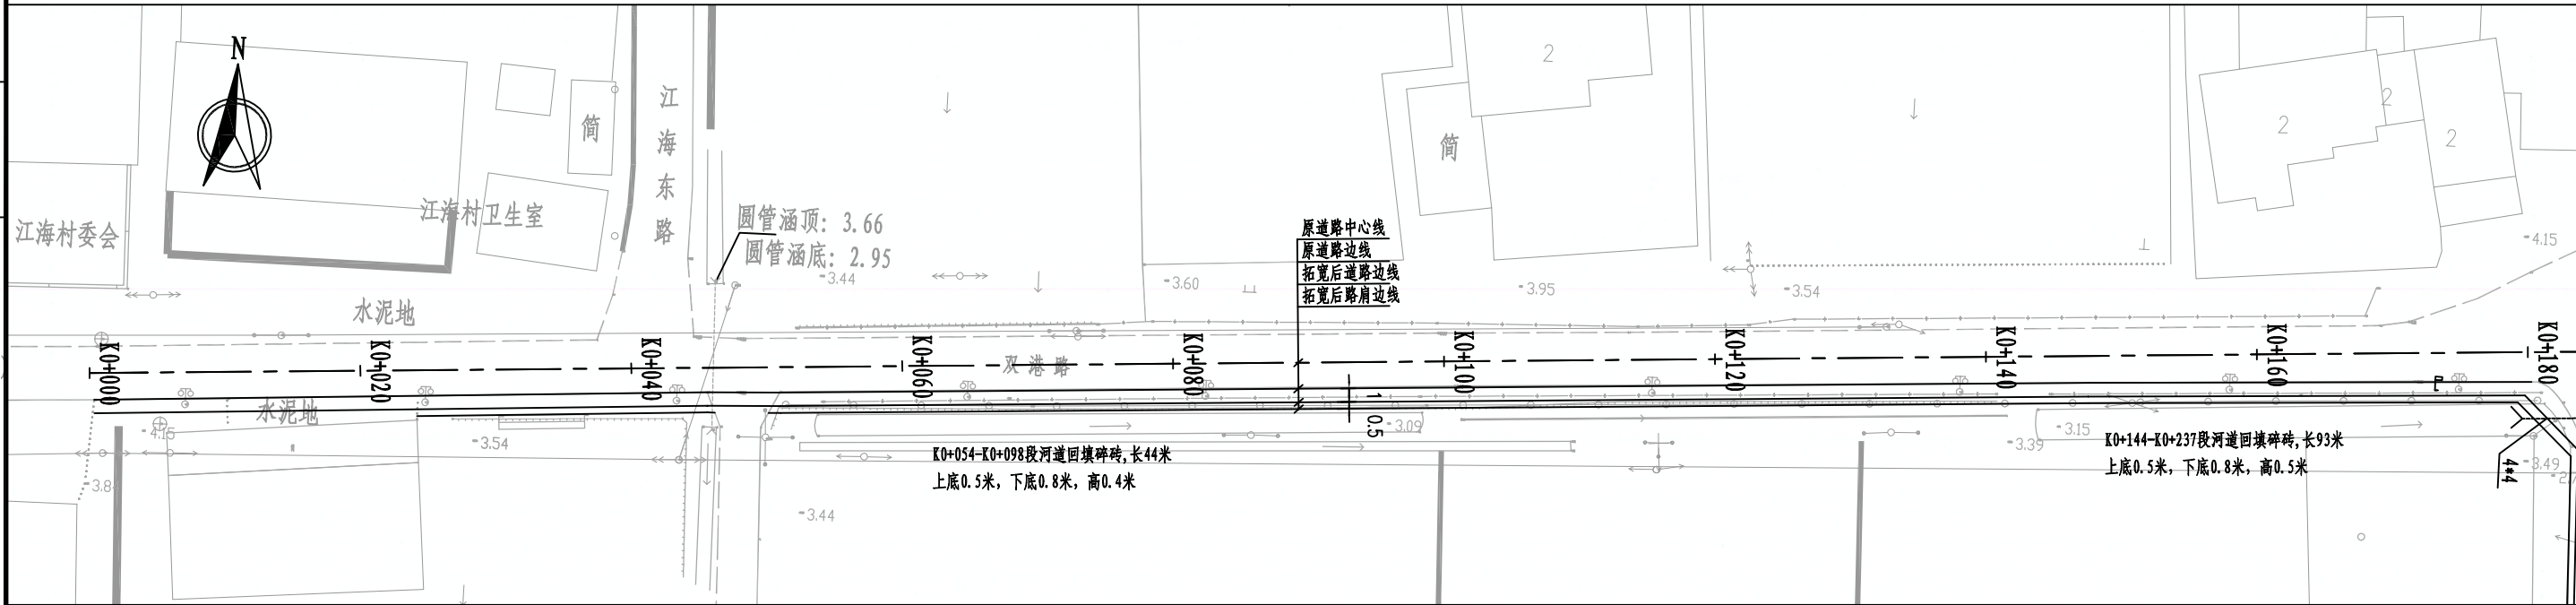 N
简
江海东路
江海村卫生室
江海村委会
圆管涵顶: 3.66
圆管涵底: 2.95
水泥地
2
简
2
2
2
原道路中心线
原道路边线
拓宽后道路边线
拓宽后路肩边线
3.44
3.60
3.95
3.54
4.15
K0+000
K0+020
K0+040
K0+060
双港路
K0+080
K0+100
K0+120
K0+140
K0+160
K0+180
水泥地
4.15
3.54
1
0.5
3.09
3.39
3.15
3.49
K0+054-K0+098段河道回填碎砖,长44米
上底0.5米, 下底0.8米, 高0.4米
K0+144-K0+237段河道回填碎砖,长93米
上底0.5米, 下底0.8米, 高0.5米
4*4
3.44